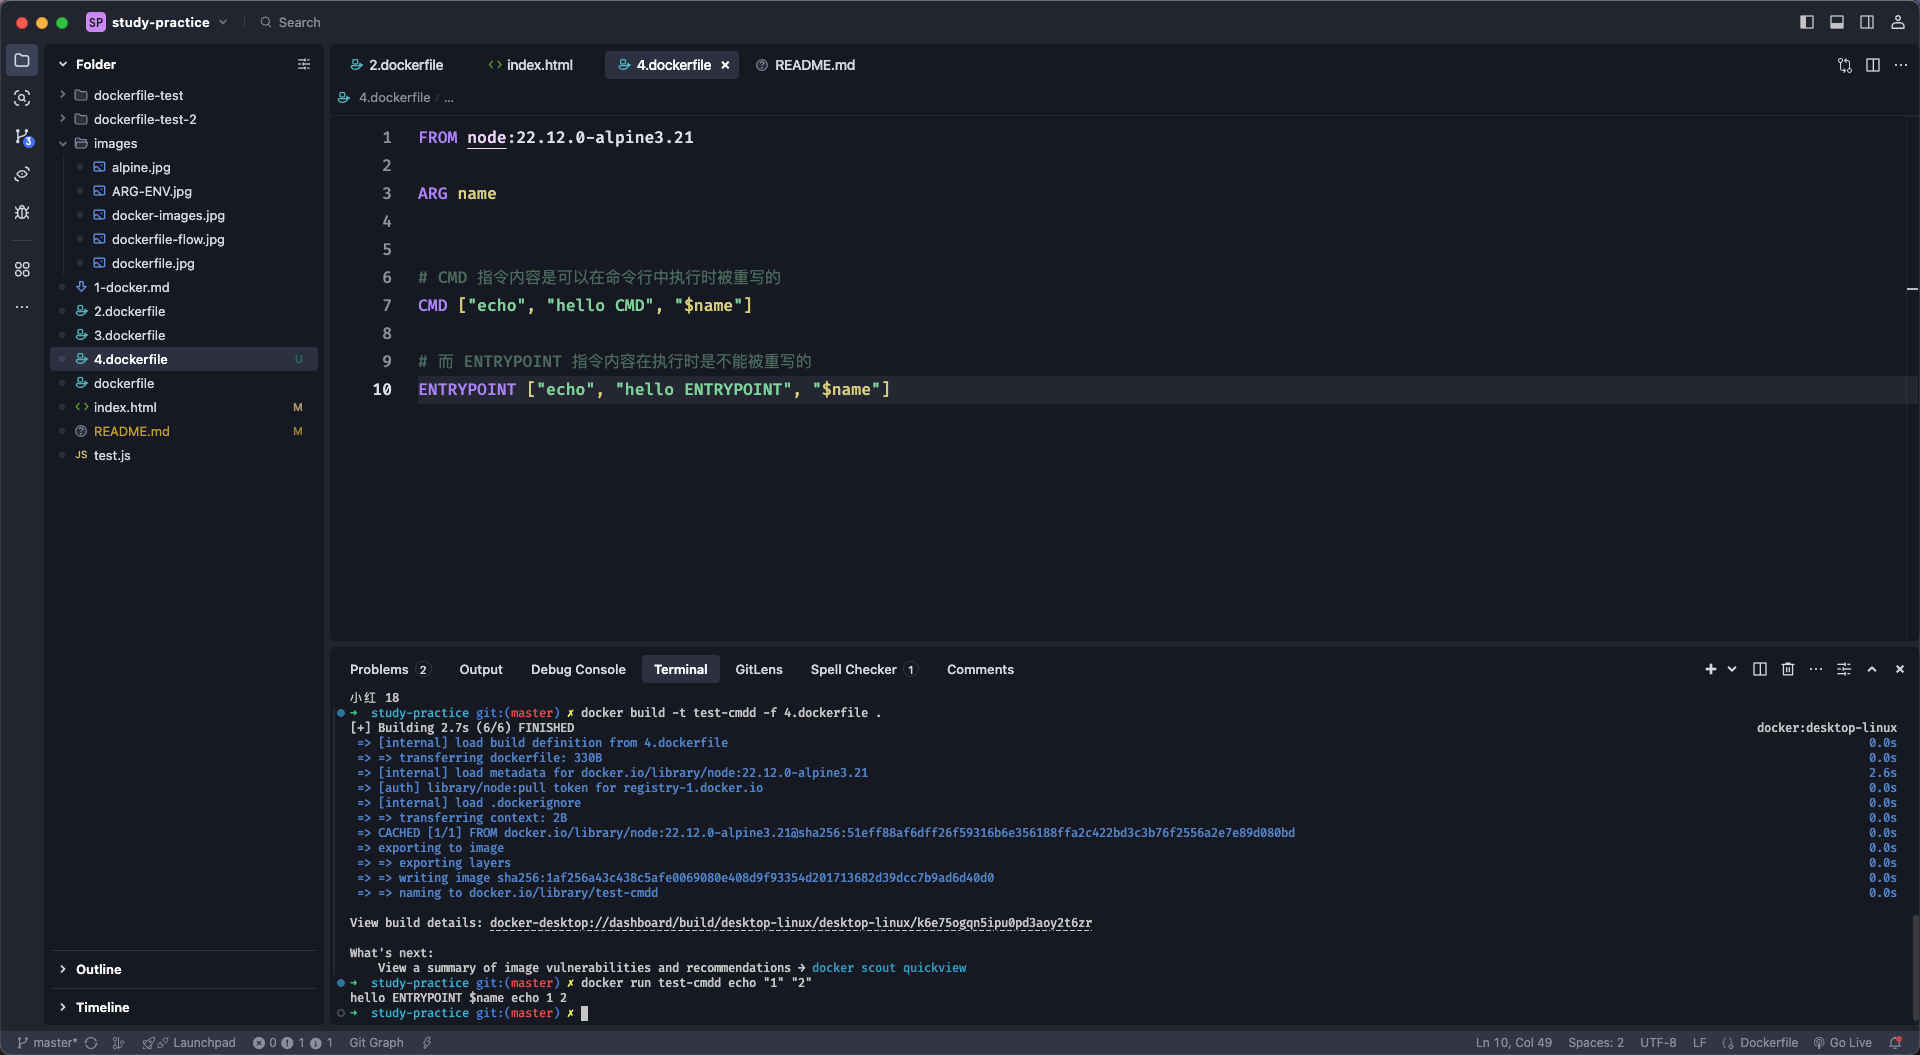 SP study-practice Search
Folder
dockerfile-test
dockerfile-test-2
images
alpine.jpg
ARG-ENV.jpg
docker-images.jpg
dockerfile-flow.jpg
dockerfile.jpg
1-docker.md
2.dockerfile
3.dockerfile
4.dockerfile U
dockerfile
index.html M
README.md M
JS test.js
Outline
Timeline
3
2.dockerfile index.html 4.dockerfile README.md
4.dockerfile / ...
1 FROM node:22.12.0-alpine3.21
2
3 ARG name
4
5
6 # CMD 指令内容是可以在命令行中执行时被重写的
7 CMD ["echo", "hello CMD", "$name"]
8
9 # 而 ENTRYPOINT 指令内容在执行时是不能被重写的
10 ENTRYPOINT ["echo", "hello ENTRYPOINT", "$name"]
Problems 2 Output Debug Console Terminal GitLens Spell Checker 1 Comments
小红 18
➜ study-practice git:(master) ✗ docker build -t test-cmdd -f 4.dockerfile .
[+] Building 2.7s (6/6) FINISHED docker:desktop-linux
=> [internal] load build definition from 4.dockerfile 0.0s
=> => transferring dockerfile: 330B 0.0s
=> [internal] load metadata for docker.io/library/node:22.12.0-alpine3.21 2.6s
=> [auth] library/node:pull token for registry-1.docker.io 0.0s
=> [internal] load .dockerignore 0.0s
=> => transferring context: 2B 0.0s
=> CACHED [1/1] FROM docker.io/library/node:22.12.0-alpine3.21@sha256:51eff88af6dff26f59316b6e356188ffa2c422bd3c3b76f2556a2e7e89d080bd 0.0s
=> exporting to image 0.0s
=> => exporting layers 0.0s
=> => writing image sha256:1af256a43c438c5afe0069080e408d9f93354d201713682d39dcc7b9ad6d40d0 0.0s
=> => naming to docker.io/library/test-cmdd 0.0s
View build details: docker-desktop://dashboard/build/desktop-linux/desktop-linux/k6e75ogqn5ipu0pd3aoy2t6zr
What's next:
View a summary of image vulnerabilities and recommendations → docker scout quickview
➜ study-practice git:(master) ✗ docker run test-cmdd echo "1" "2"
hello ENTRYPOINT $name echo 1 2
➜ study-practice git:(master) ✗
master* Launchpad 0 1 1 Git Graph Ln 10, Col 49 Spaces: 2 UTF-8 LF Dockerfile Go Live